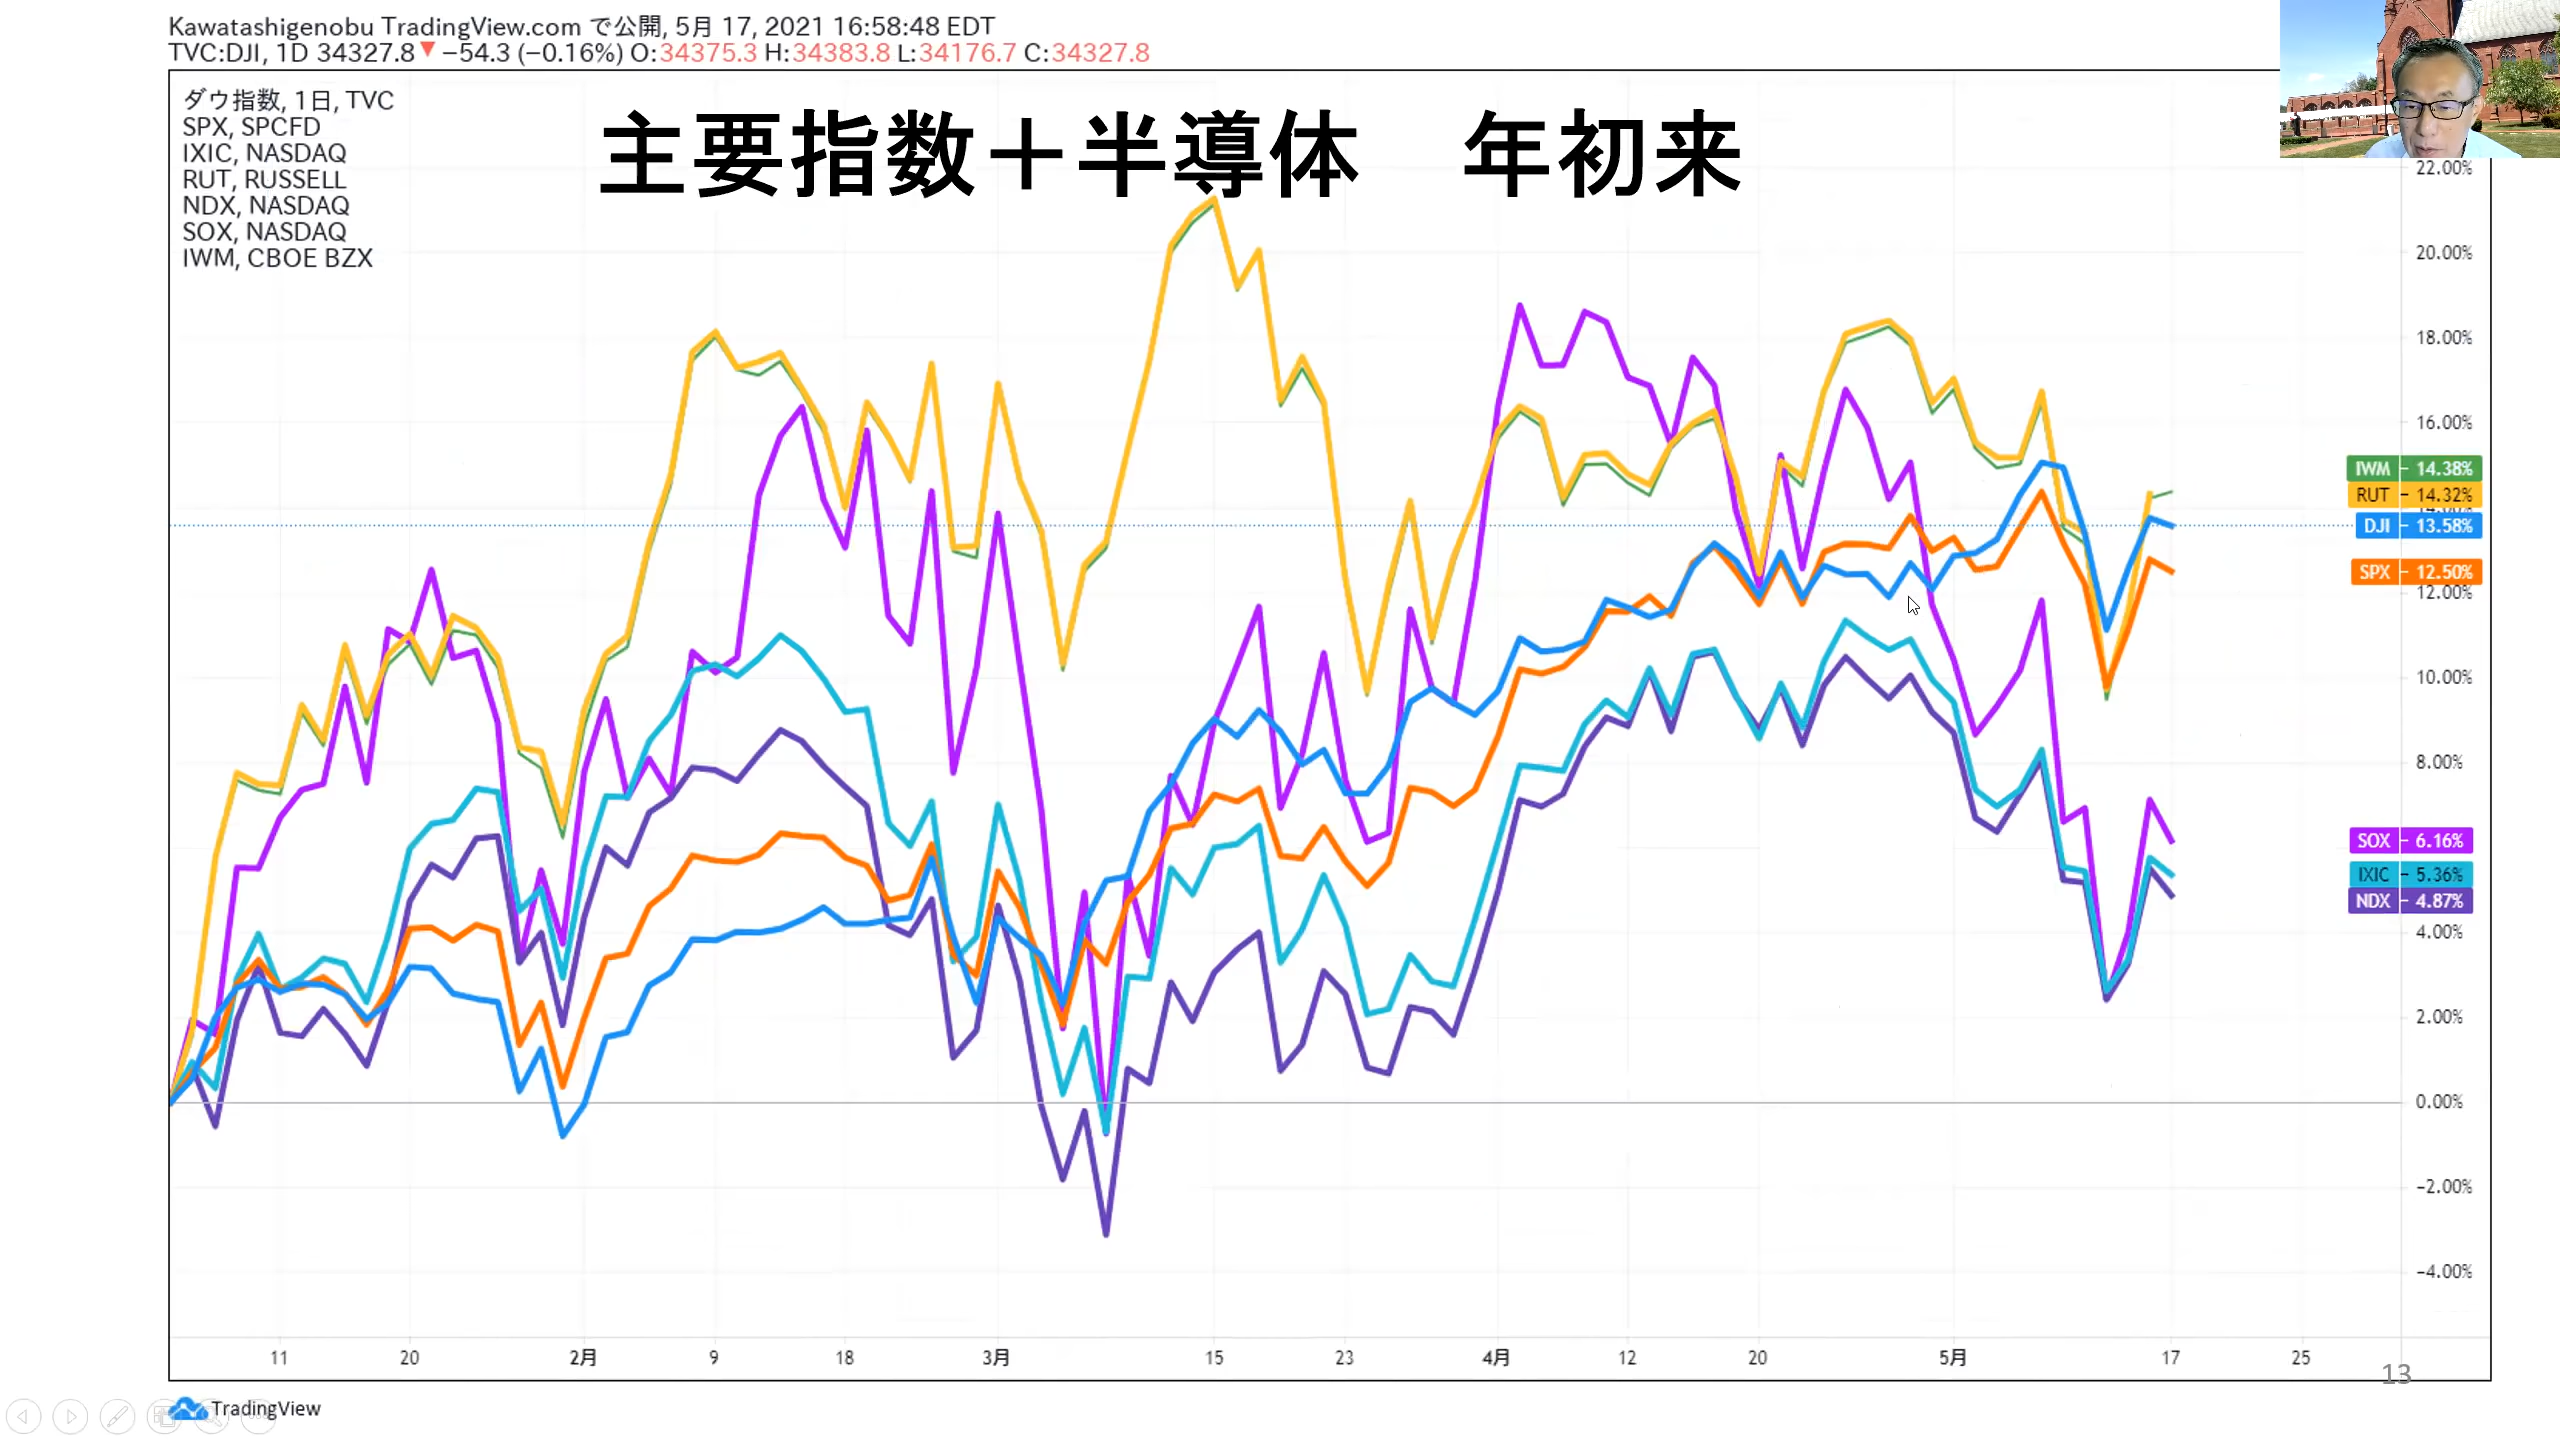 Kawatashigenobu TradingView.com で公開, 5月 17, 2021 16:58:48 EDT
TVC:DJI, 1D 34327.8▼ −54.3 (−0.16%) O:34375.3 H:34383.8 L:34176.7 C:34327.8
ダウ指数, 1日, TVC
SPX, SPCFD
IXIC, NASDAQ
RUT, RUSSELL
NDX, NASDAQ
SOX, NASDAQ
IWM, CBOE BZX
主要指数＋半導体　年初来
22.00%
20.00%
18.00%
16.00%
IWM 14.38%
RUT 14.32%
DJI 13.58%
SPX 12.50%
12.00%
10.00%
8.00%
SOX 6.16%
IXIC 5.36%
NDX 4.87%
4.00%
2.00%
0.00%
−2.00%
−4.00%
11 20 2月 9 18 3月 15 23 4月 12 20 5月 17 25
13
TradingView